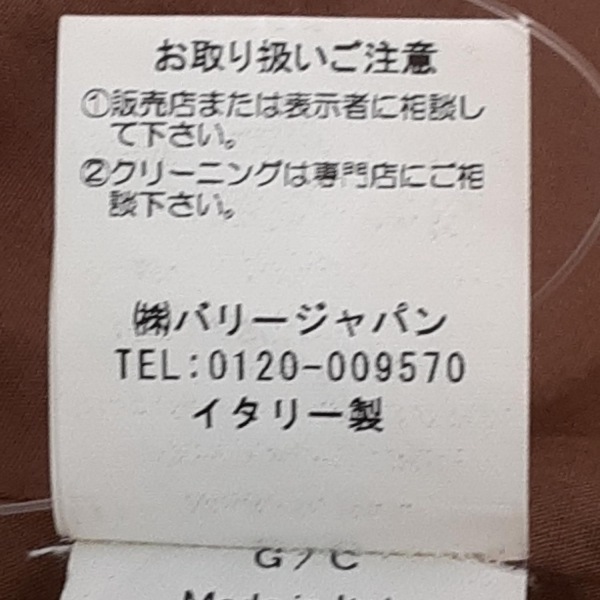 お取り扱いご注意
①販売店または表示者に相談し
て下さい。
②クリーニングは専門店にご相
談下さい。
㈱バリージャパン
TEL:0120-009570
イタリー製
G/C
Made in